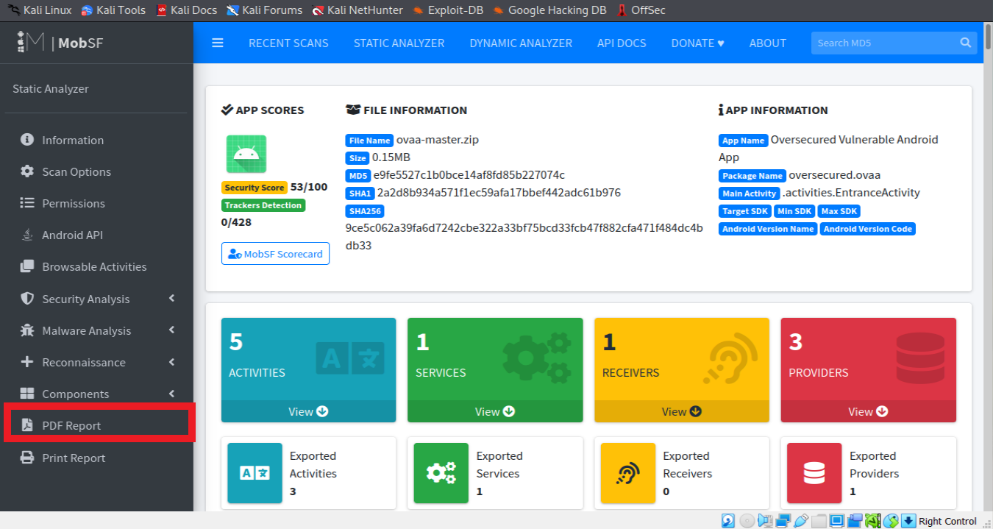 Kali Linux Kali Tools Kali Docs Kali Forums Kali NetHunter Exploit-DB Google Hacking DB OffSec
| MobSF
RECENT SCANS STATIC ANALYZER DYNAMIC ANALYZER API DOCS DONATE ♥ ABOUT Search MD5
Static Analyzer
Information
Scan Options
Permissions
Android API
Browsable Activities
Security Analysis
Malware Analysis
Reconnaissance
Components
PDF Report
Print Report
APP SCORES
Security Score 53/100
Trackers Detection
0/428
MobSF Scorecard
FILE INFORMATION
File Name ovaa-master.zip
Size 0.15MB
MD5 e9fe5527c1b0bce14af8fd85b227074c
SHA1 2a2d8b934a571f1ec59afa17bbef442adc61b976
SHA256
9ce5c062a39fa6d7242cbe322a33bf75bcd33fcb47f882cfa471f484dc4b
db33
APP INFORMATION
App Name Oversecured Vulnerable Android
App
Package Name oversecured.ovaa
Main Activity .activities.EntranceActivity
Target SDK Min SDK Max SDK
Android Version Name Android Version Code
5
ACTIVITIES
View
1
SERVICES
View
1
RECEIVERS
View
3
PROVIDERS
View
Exported
Activities
3
Exported
Services
1
Exported
Receivers
0
Exported
Providers
1
Right Control